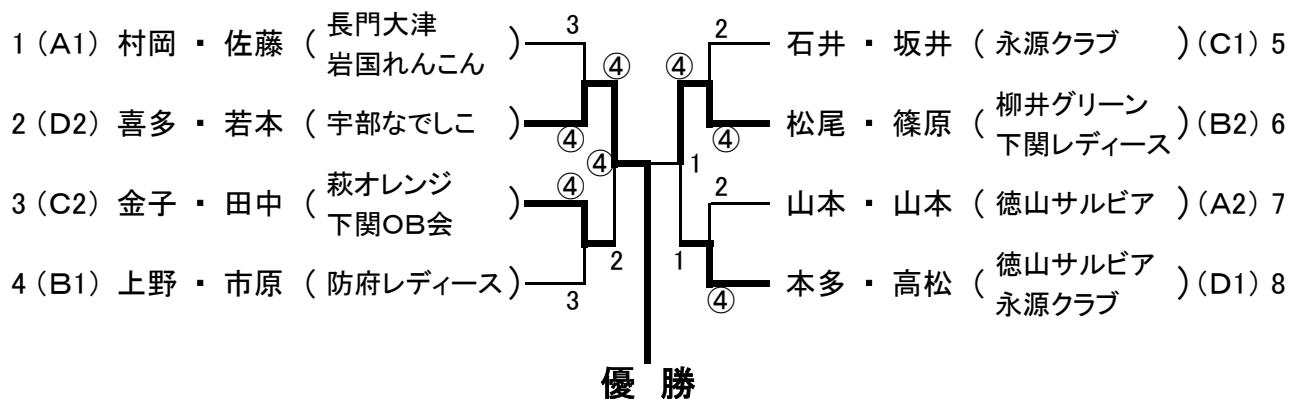 1 (A1) 村岡 ・ 佐藤 ( 長門大津
岩国れんこん )
3
2
石井 ・ 坂井 ( 永源クラブ ) (C1) 5
④
④
2 (D2) 喜多 ・ 若本 ( 宇部なでしこ )
④
④
松尾 ・ 篠原 ( 柳井グリーン
下関レディース ) (B2) 6
④
1
3 (C2) 金子 ・ 田中 ( 萩オレンジ
下関OB会 )
④
2
山本 ・ 山本 ( 徳山サルビア ) (A2) 7
2
1
4 (B1) 上野 ・ 市原 ( 防府レディース )
3
④
本多 ・ 高松 ( 徳山サルビア
永源クラブ ) (D1) 8
優 勝